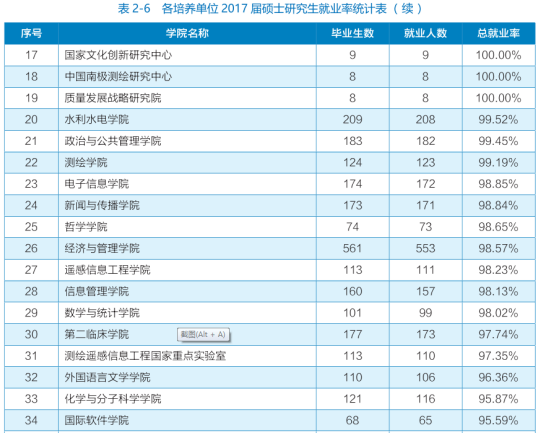 表 2-6 各培养单位 2017 届硕士研究生就业率统计表（续）
序号 学院名称 毕业生数 就业人数 总就业率
17 国家文化创新研究中心 9 9 100.00%
18 中国南极测绘研究中心 8 8 100.00%
19 质量发展战略研究院 8 8 100.00%
20 水利水电学院 209 208 99.52%
21 政治与公共管理学院 183 182 99.45%
22 测绘学院 124 123 99.19%
23 电子信息学院 174 172 98.85%
24 新闻与传播学院 173 171 98.84%
25 哲学学院 74 73 98.65%
26 经济与管理学院 561 553 98.57%
27 遥感信息工程学院 113 111 98.23%
28 信息管理学院 160 157 98.13%
29 数学与统计学院 101 99 98.02%
30 第二临床学院 截图(Alt + A) 177 173 97.74%
31 测绘遥感信息工程国家重点实验室 113 110 97.35%
32 外国语言文学学院 110 106 96.36%
33 化学与分子科学学院 121 116 95.87%
34 国际软件学院 68 65 95.59%